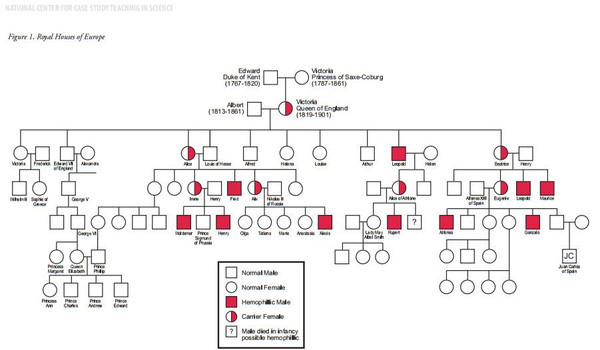 NATIONAL CENTER FOR CASE STUDY TEACHING IN SCIENCE
Figure 1. Royal Houses of Europe
Edward
Duke of Kent
(1767-1820)
Victoria
Princess of Saxe-Coburg
(1787-1861)
Albert
(1813-1861)
Victoria
Queen of England
(1819-1901)
Victoria
Frederick
Edward VII
of England
Alexandra
Alice
Louis of Hesse
Alfred
Helena
Louise
Arthur
Leopold
Helen
Beatrice
Henry
Wilhelm II
Sophie of
Greece
George V
Irene
Henry
Fred
Alix
Nikolas II
of Russia
Alice of Athlone
Alfonso XIII
of Spain
Eugenie
Leopold
Maurice
George VI
Waldemar
Prince
Sigmund
of Prussia
Henry
Olga
Tatiana
Marie
Anastasia
Alexis
Lady May
Abel Smith
Rupert
?
Alfonso
Gonzalo
Princess
Margaret
Queen
Elizabeth
Prince
Phillip
JC
Juan Carlos
of Spain
Princess
Ann
Prince
Charles
Prince
Andrew
Prince
Edward
Normal Male
Normal Female
Hemophillic Male
Carrier Female
?
Male died in infancy
possible hemophillic